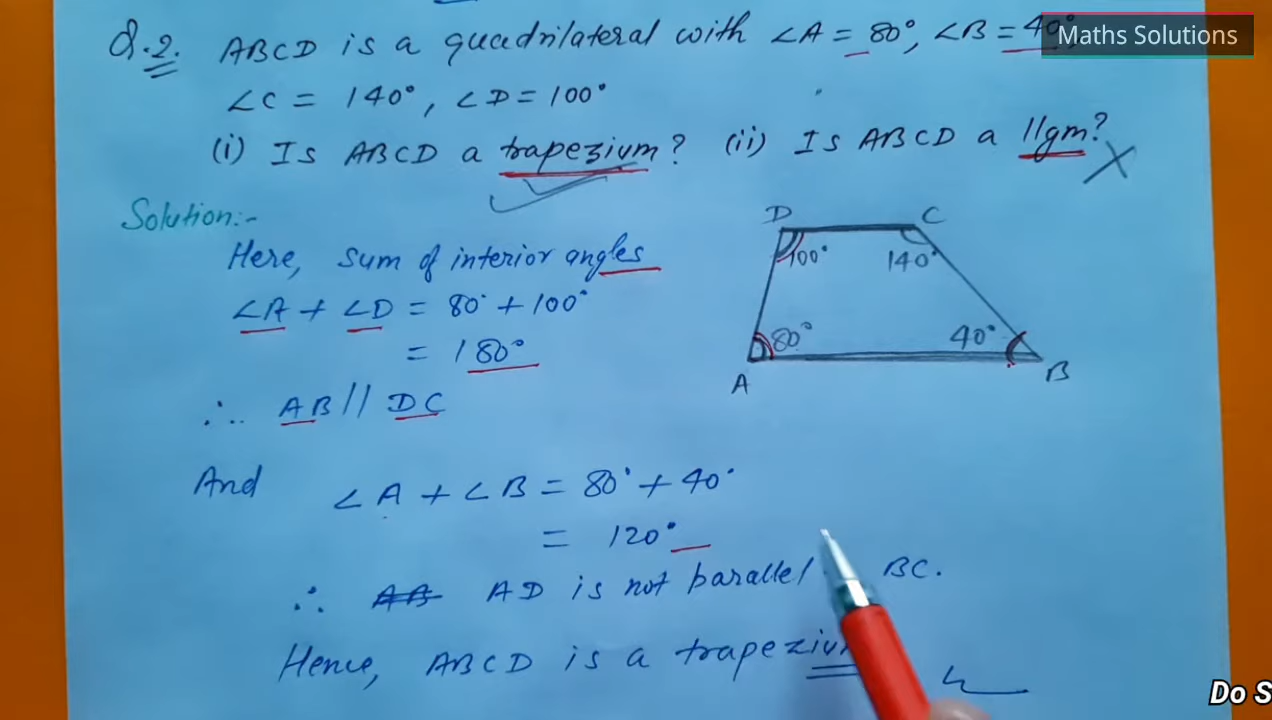 Q.2. ABCD is a quadrilateral with ∠A = 80°, ∠B = 40°,
Maths Solutions
∠C = 140°, ∠D = 100°
(i) Is ABCD a trapezium? (ii) Is ABCD a ||gm?
Solution:-
Here, sum of interior angles
∠A + ∠D = 80° + 100°
= 180°
∴ AB // DC
D C
100° 140°
80° 40°
A B
And ∠A + ∠B = 80° + 40°
= 120°
∴ AB AD is not parallel BC.
Hence, ABCD is a trapezium
Do S